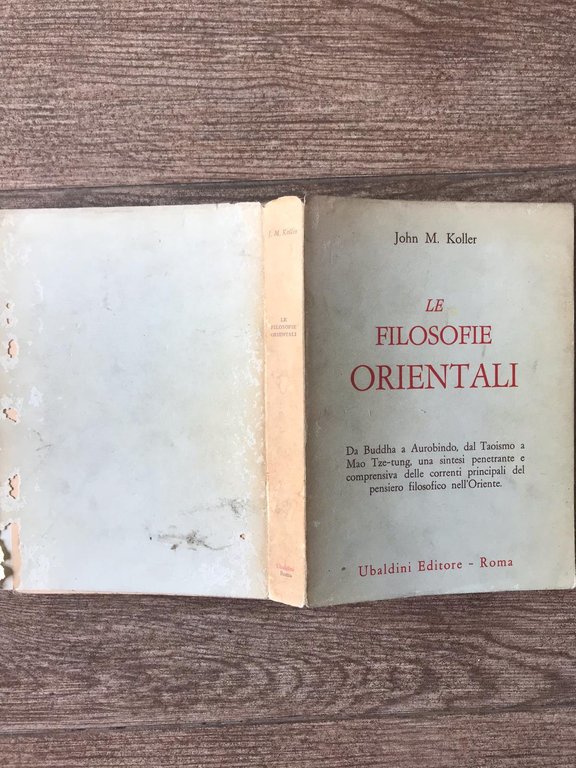 J. M. Koller
LE
FILOSOFIE
ORIENTALI
Ubaldini
Roma
John M. Koller
LE
FILOSOFIE
ORIENTALI
Da Buddha a Aurobindo, dal Taoismo a
Mao Tze-tung, una sintesi penetrante e
comprensiva delle correnti principali del
pensiero filosofico nell'Oriente.
Ubaldini Editore - Roma